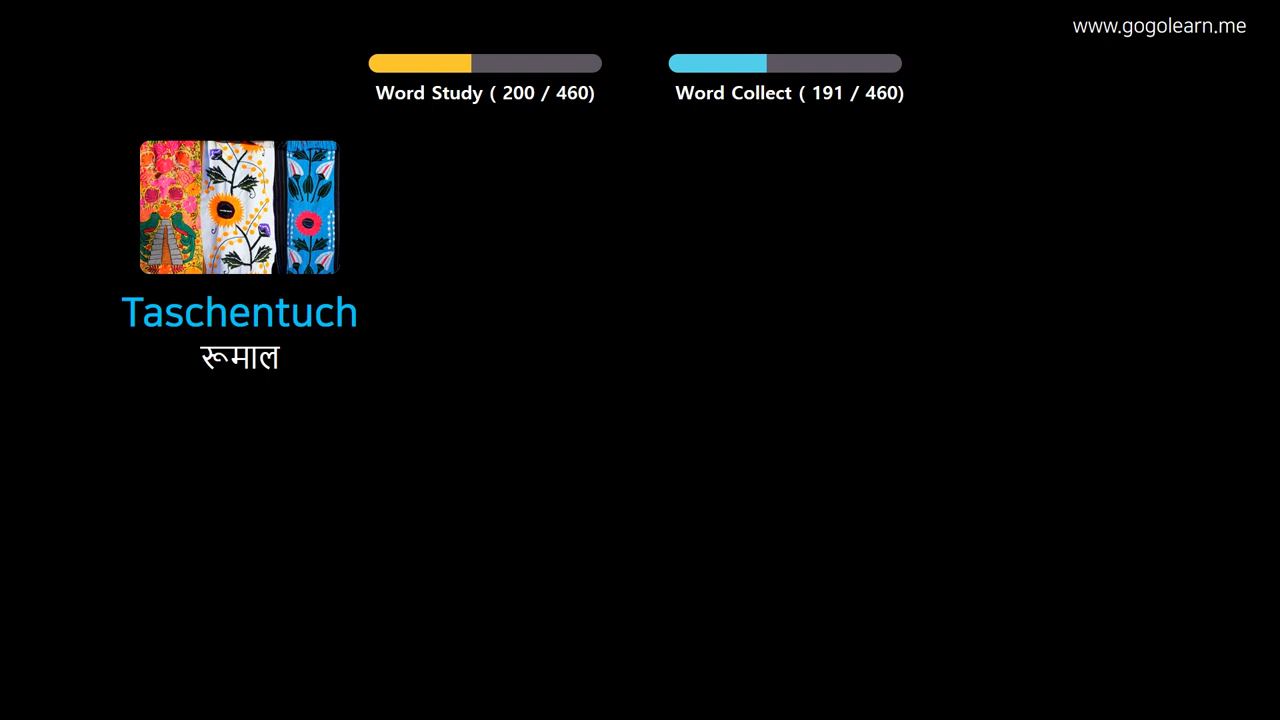 www.gogolearn.me
Word Study ( 200 / 460)
Word Collect ( 191 / 460)
Taschentuch
रूमाल